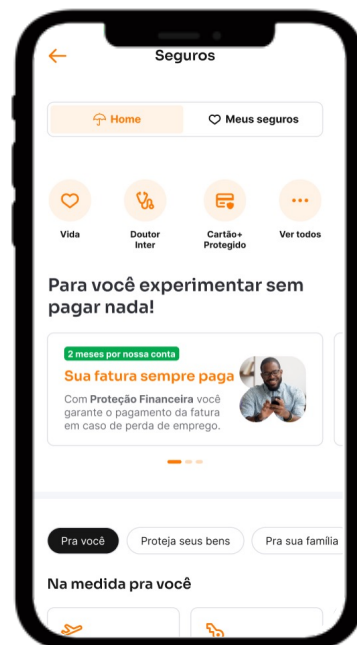 Seguros
Home
Meus seguros
Vida
Doutor
Inter
Cartão+
Protegido
Ver todos
Para você experimentar sem
pagar nada!
2 meses por nossa conta
Sua fatura sempre paga
Com Proteção Financeira você
garante o pagamento da fatura
em caso de perda de emprego.
Pra você
Proteja seus bens
Pra sua família
Na medida pra você